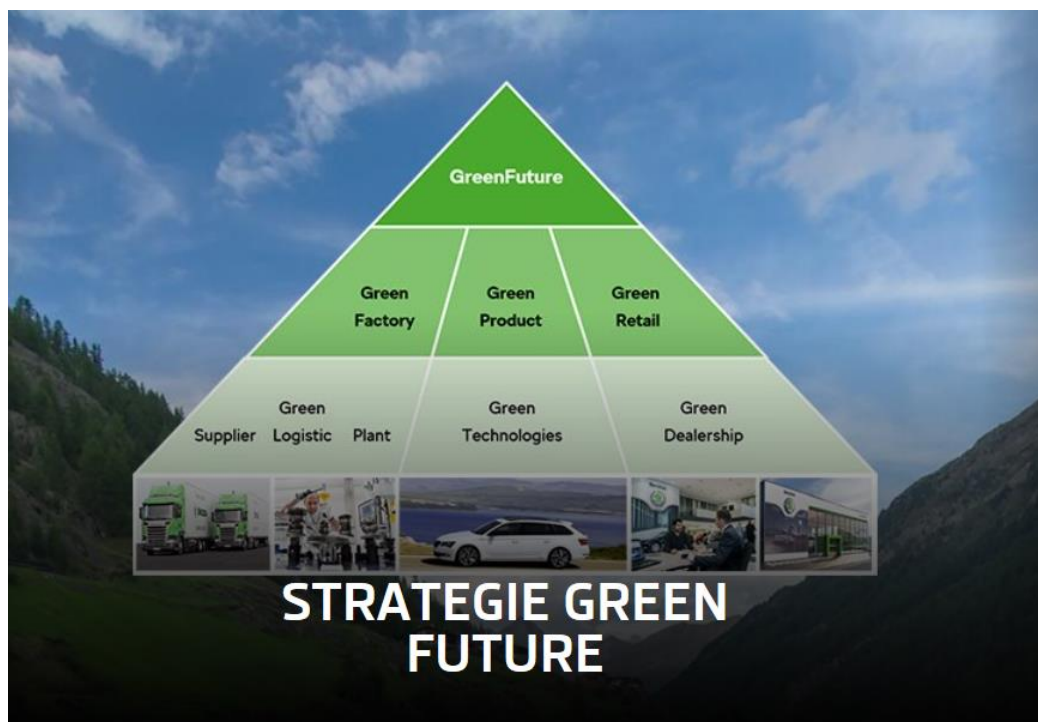 GreenFuture
Green
Factory
Green
Product
Green
Retail
Green
Supplier Logistic Plant
Green
Technologies
Green
Dealership
STRATEGIE GREEN
FUTURE